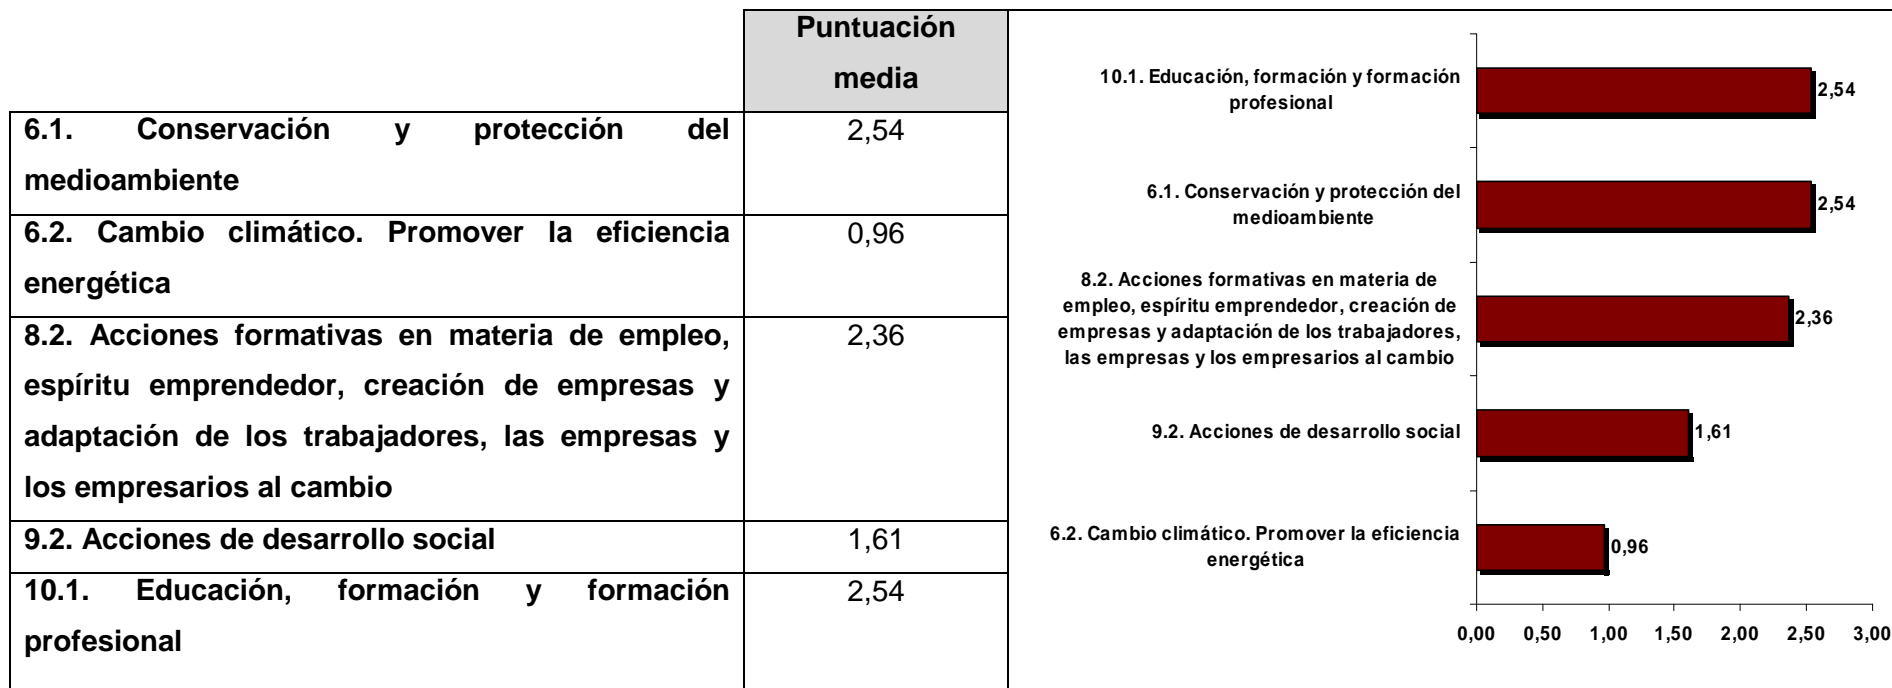 Puntuación
media
6.1. Conservación y protección del
medioambiente
2,54
6.2. Cambio climático. Promover la eficiencia
energética
0,96
8.2. Acciones formativas en materia de empleo,
espíritu emprendedor, creación de empresas y
adaptación de los trabajadores, las empresas y
los empresarios al cambio
2,36
9.2. Acciones de desarrollo social
1,61
10.1. Educación, formación y formación
profesional
2,54
10.1. Educación, formación y formación
profesional
2,54
6.1. Conservación y protección del
medioambiente
2,54
8.2. Acciones formativas en materia de
empleo, espíritu emprendedor, creación de
empresas y adaptación de los trabajadores,
las empresas y los empresarios al cambio
2,36
9.2. Acciones de desarrollo social
1,61
6.2. Cambio climático. Promover la eficiencia
energética
0,96
0,00 0,50 1,00 1,50 2,00 2,50 3,00